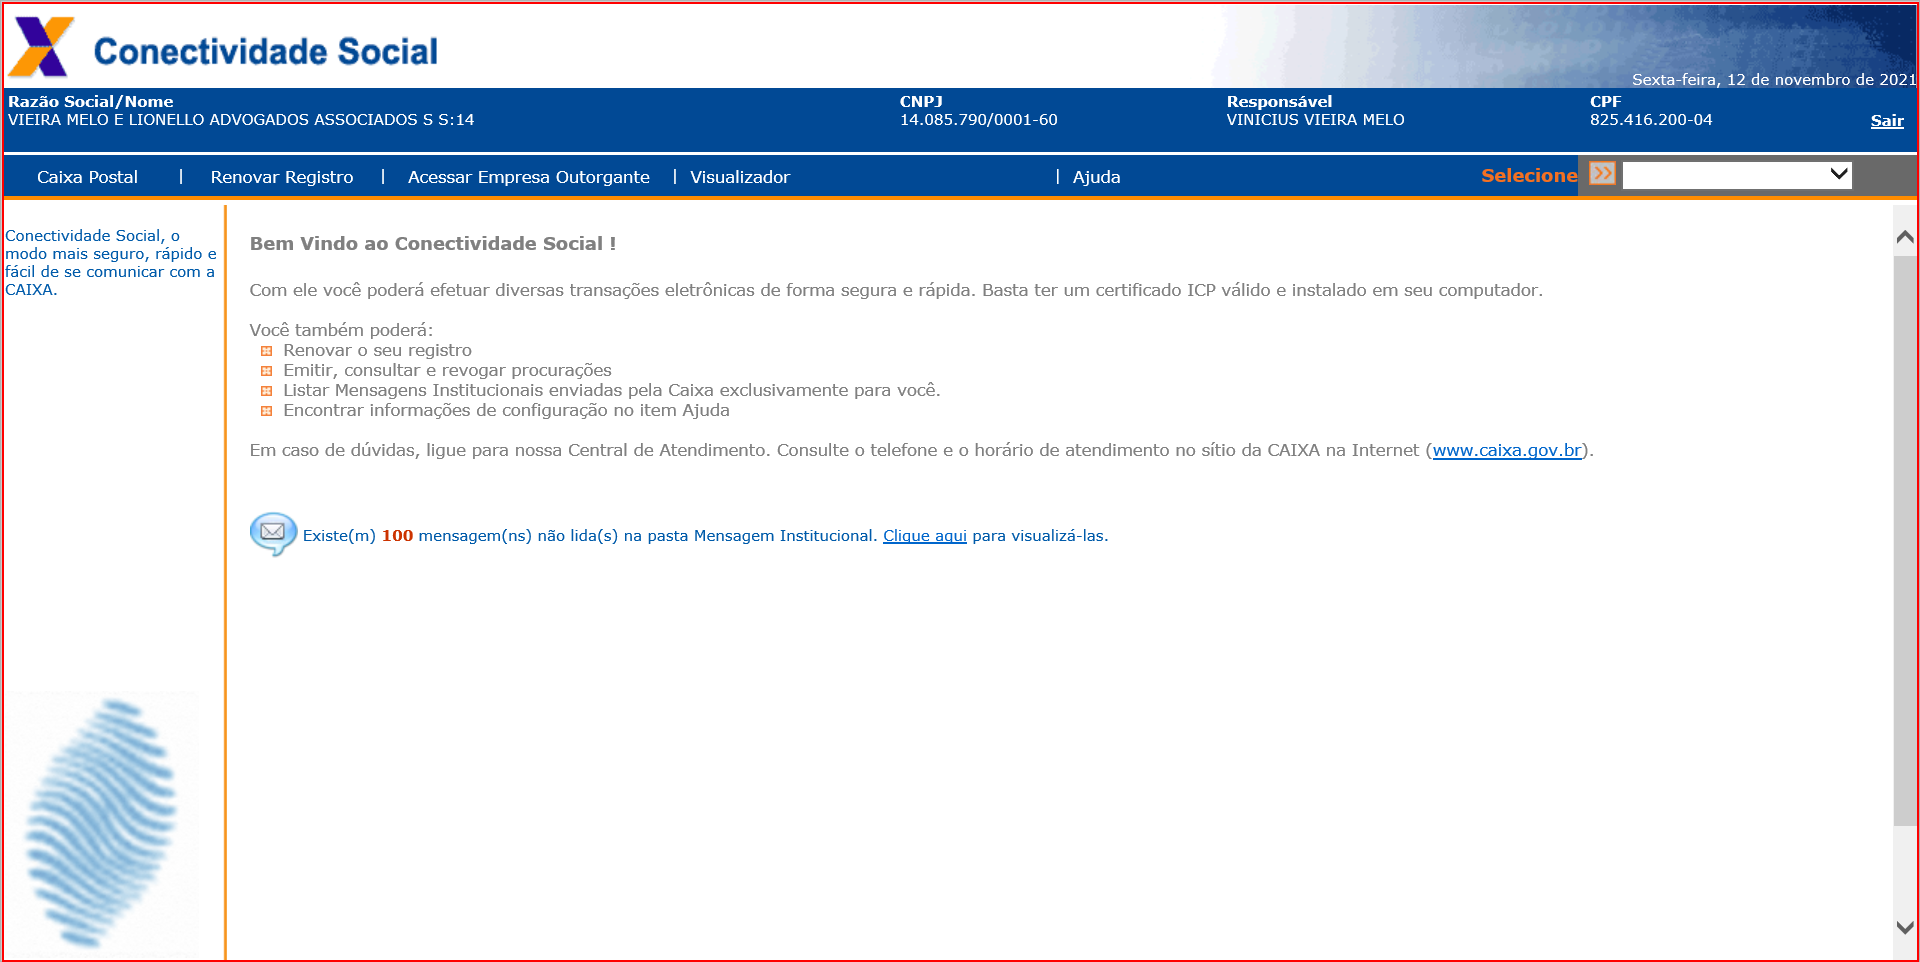 Conectividade Social
Sexta-feira, 12 de novembro de 2021
Razão Social/Nome CNPJ Responsável CPF
VIEIRA MELO E LIONELLO ADVOGADOS ASSOCIADOS S S:14 14.085.790/0001-60 VINICIUS VIEIRA MELO 825.416.200-04 Sair
Caixa Postal | Renovar Registro | Acessar Empresa Outorgante | Visualizador | Ajuda Selecione
Conectividade Social, o
modo mais seguro, rápido e
fácil de se comunicar com a
CAIXA.
Bem Vindo ao Conectividade Social !
Com ele você poderá efetuar diversas transações eletrônicas de forma segura e rápida. Basta ter um certificado ICP válido e instalado em seu computador.
Você também poderá:
Renovar o seu registro
Emitir, consultar e revogar procurações
Listar Mensagens Institucionais enviadas pela Caixa exclusivamente para você.
Encontrar informações de configuração no item Ajuda
Em caso de dúvidas, ligue para nossa Central de Atendimento. Consulte o telefone e o horário de atendimento no sítio da CAIXA na Internet (www.caixa.gov.br).
Existe(m) 100 mensagem(ns) não lida(s) na pasta Mensagem Institucional. Clique aqui para visualizá-las.